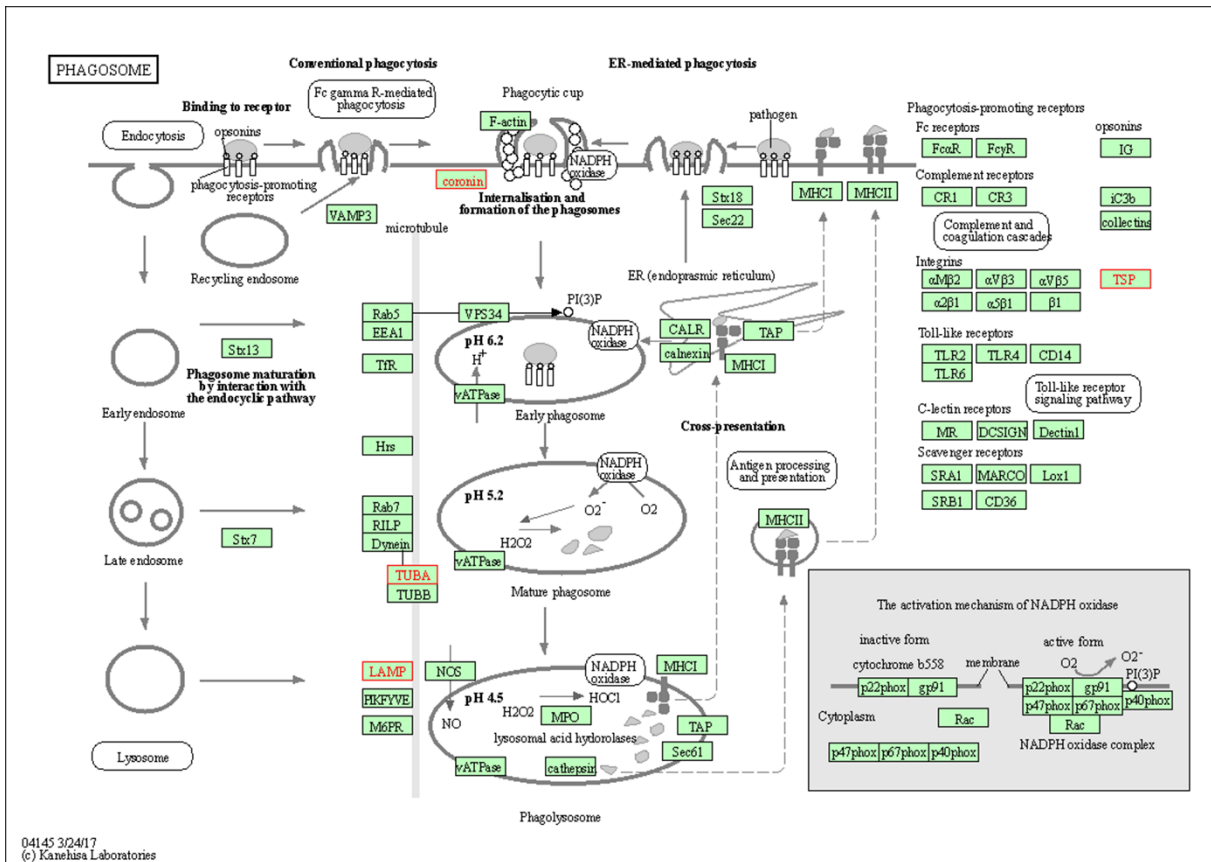 PHAGOSOME
Conventional phagocytosis
ER-mediated phagocytosis
Fc gamma R-mediated
phagocytosis
Phagocytic cup
Binding to receptor
Endocytosis
opsonins
F-actin
pathogen
NADPH
oxidase
phagocytosis-promoting
receptors
coronin
Internalisation and
formation of the phagosomes
Stx18
Sec22
MHCI
MHCII
VAMP3
microtubule
Recycling endosome
ER (endoprasmic reticulum)
Phagocytosis-promoting receptors
Fc receptors
opsonins
FcαR
FcγR
IG
Complement receptors
CR1
CR3
iC3b
Complement and
coagulation cascades
collectins
Integrins
αMβ2
αVβ3
αVβ5
TSP
α2β1
α5β1
β1
Toll-like receptors
TLR2
TLR4
CD14
TLR6
Toll-like receptor
signaling pathway
C-lectin receptors
MR
DCSIGN
Dectin1
Scavenger receptors
SRA1
MARCO
Lox1
SRB1
CD36
Rab5
EEA1
VPS34
PI(3)P
Stx13
TfR
pH 6.2
H+
NADPH
oxidase
CALR
calnexin
TAP
MHCI
vATPase
Phagosome maturation
by interaction with
the endocyclic pathway
Early endosome
Early phagosome
Cross-presentation
Hrs
NADPH
oxidase
Antigen processing
and presentation
pH 5.2
O2-
O2
H2O2
Rab7
RILP
Dynein
Stx7
vATPase
MHCII
Late endosome
TUBA
TUBB
Mature phagosome
LAMP
PIKFYVE
M6PR
NOS
NADPH
oxidase
MHCI
pH 4.5
HOCl
H2O2
MPO
NO
lysosomal acid hydorolases
TAP
Sec61
vATPase
cathepsin
Lysosome
Phagolysosome
The activation mechanism of NADPH oxidase
inactive form
active form
cytochrome b558
membrane
O2
O2-
PI(3)P
p22phox
gp91
p22phox
gp91
p47phox
p67phox
p40phox
Cytoplasm
Rac
Rac
p47phox
p67phox
p40phox
NADPH oxidase complex
04145 3/24/17
(c) Kanehisa Laboratories